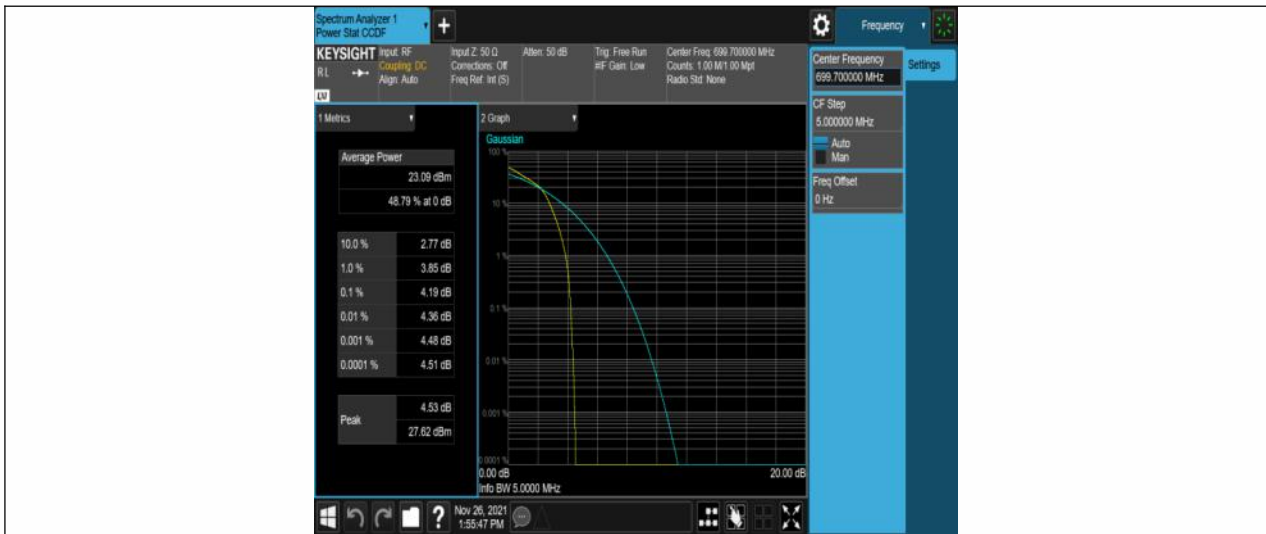 Spectrum Analyzer 1
Power Stat CCDF
Frequency
KEYSIGHT
R L
LV
Input: RF
Coupling: DC
Align: Auto
Input Z: 50 Ω
Corrections: Off
Freq Ref: Int (S)
Atten: 50 dB
Trig: Free Run
#IF Gain: Low
Center Freq: 699.700000 MHz
Counts: 1.00 M/1.00 Mpt
Radio Std: None
1 Metrics
Average Power
23.09 dBm
48.79 % at 0 dB
10.0 % 2.77 dB
1.0 % 3.85 dB
0.1 % 4.19 dB
0.01 % 4.36 dB
0.001 % 4.48 dB
0.0001 % 4.51 dB
Peak
4.53 dB
27.62 dBm
2 Graph
Gaussian
100 %
10 %
1 %
0.1 %
0.01 %
0.001 %
0.0001 %
0.00 dB 20.00 dB
Info BW 5.0000 MHz
Center Frequency
699.700000 MHz
CF Step
5.000000 MHz
Auto
Man
Freq Offset
0 Hz
Settings
?
Nov 26, 2021
1:55:47 PM